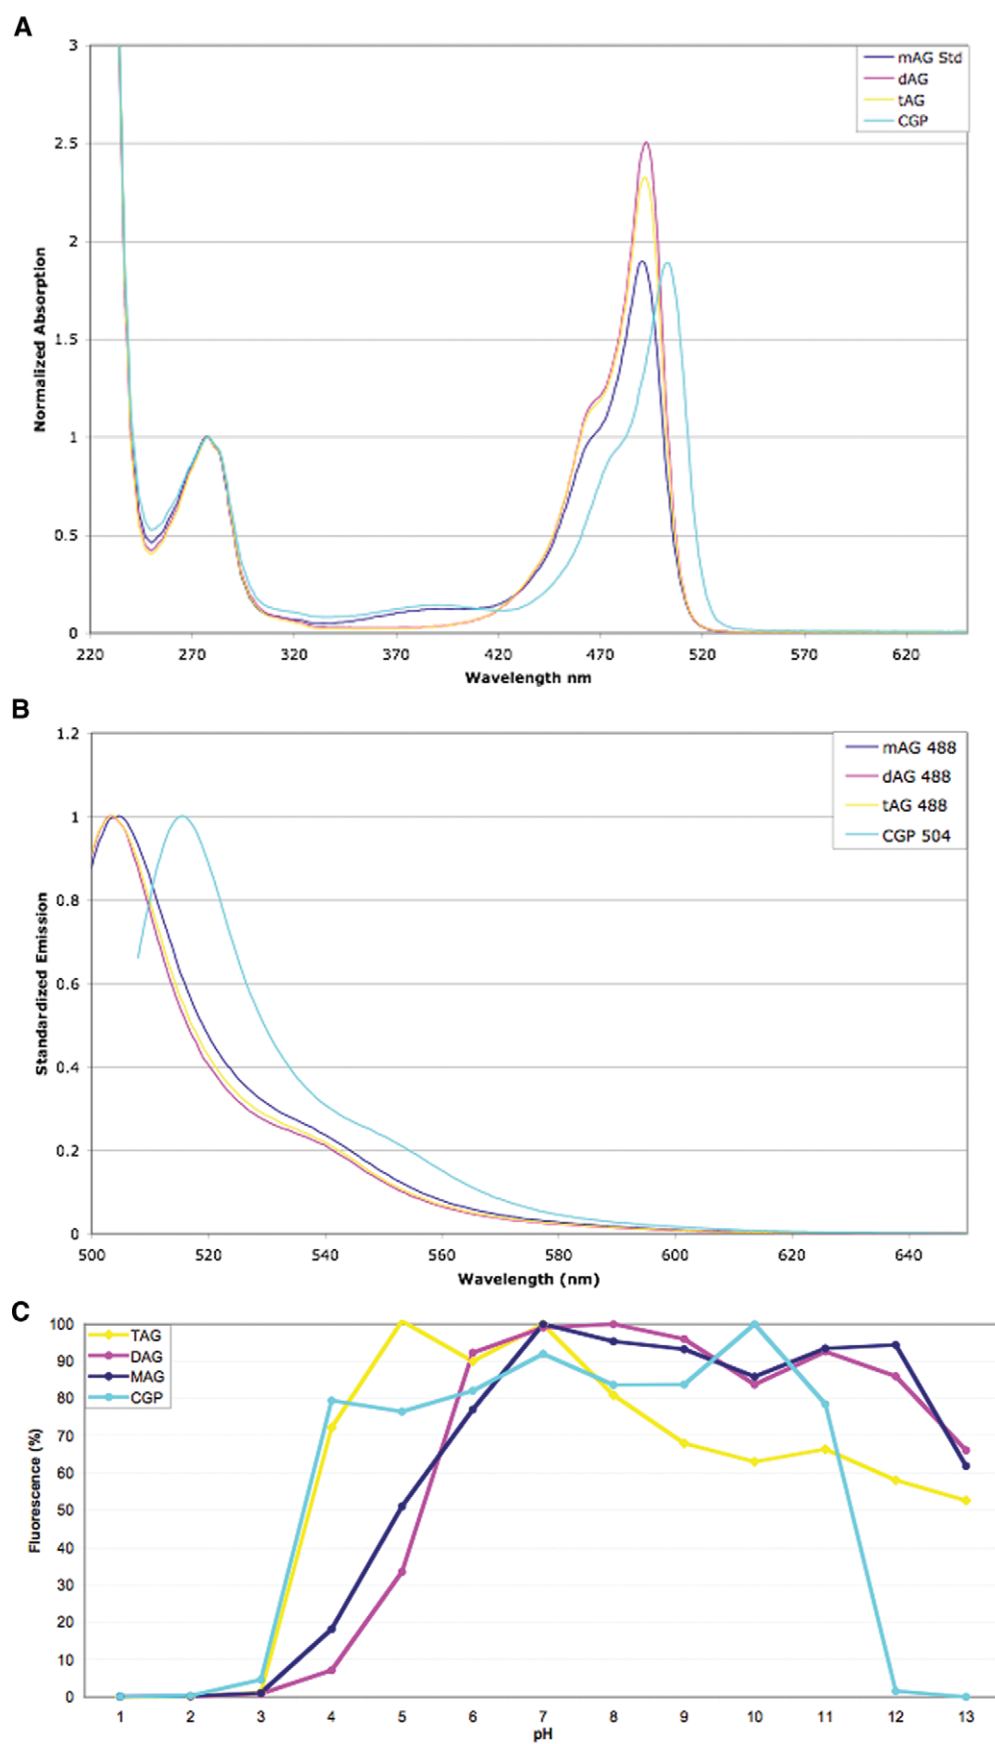 A
3
2.5
2
1.5
1
0.5
0
Normalized Absorption
mAG Std
dAG
tAG
CGP
220 270 320 370 420 470 520 570 620
Wavelength nm
B
1.2
1
0.8
0.6
0.4
0.2
0
Standardized Emission
mAG 488
dAG 488
tAG 488
CGP 504
500 520 540 560 580 600 620 640
Wavelength (nm)
C
100
90
80
70
60
50
40
30
20
10
0
Fluorescence (%)
TAG
DAG
MAG
CGP
1 2 3 4 5 6 7 8 9 10 11 12 13
pH